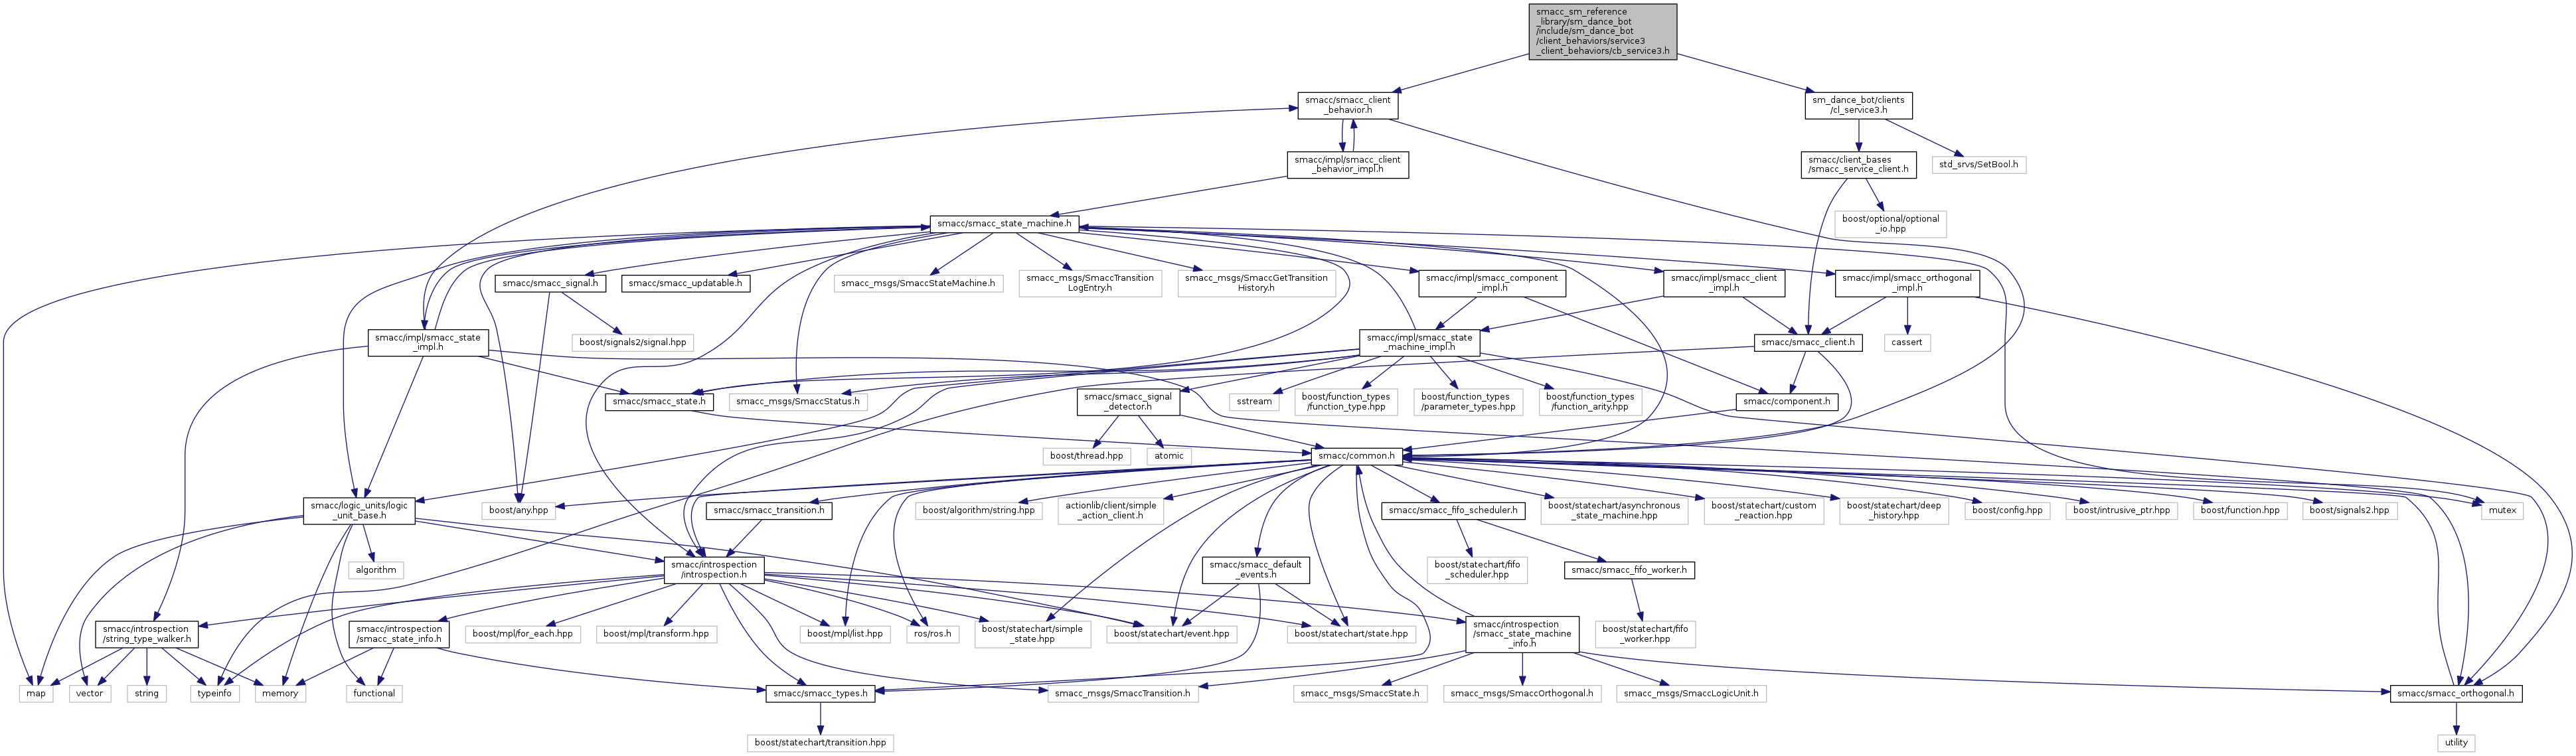 smacc_sm_reference
_library/sm_dance_bot
/include/sm_dance_bot
/client_behaviors/service3
_client_behaviors/cb_service3.h
smacc/smacc_client
_behavior.h
sm_dance_bot/clients
/cl_service3.h
smacc/impl/smacc_client
_behavior_impl.h
smacc/client_bases
/smacc_service_client.h
std_srvs/SetBool.h
smacc/smacc_state_machine.h
boost/optional/optional
_io.hpp
smacc/smacc_signal.h
smacc/smacc_updatable.h
smacc_msgs/SmaccStateMachine.h
smacc_msgs/SmaccTransition
LogEntry.h
smacc_msgs/SmaccGetTransition
History.h
smacc/impl/smacc_component
_impl.h
smacc/impl/smacc_client
_impl.h
smacc/impl/smacc_orthogonal
_impl.h
smacc/impl/smacc_state
_impl.h
boost/signals2/signal.hpp
smacc/impl/smacc_state
_machine_impl.h
smacc/smacc_client.h
cassert
smacc/smacc_state.h
smacc_msgs/SmaccStatus.h
smacc/smacc_signal
_detector.h
sstream
boost/function_types
/function_type.hpp
boost/function_types
/parameter_types.hpp
boost/function_types
/function_arity.hpp
smacc/component.h
boost/thread.hpp
atomic
smacc/common.h
smacc/logic_units/logic
_unit_base.h
boost/any.hpp
smacc/smacc_transition.h
boost/algorithm/string.hpp
actionlib/client/simple
_action_client.h
smacc/smacc_fifo_scheduler.h
boost/statechart/asynchronous
_state_machine.hpp
boost/statechart/custom
_reaction.hpp
boost/statechart/deep
_history.hpp
boost/config.hpp
boost/intrusive_ptr.hpp
boost/function.hpp
boost/signals2.hpp
mutex
algorithm
smacc/introspection
/introspection.h
smacc/smacc_default
_events.h
boost/statechart/fifo
_scheduler.hpp
smacc/smacc_fifo_worker.h
smacc/introspection
/string_type_walker.h
smacc/introspection
/smacc_state_info.h
boost/mpl/for_each.hpp
boost/mpl/transform.hpp
boost/mpl/list.hpp
ros/ros.h
boost/statechart/simple
_state.hpp
boost/statechart/event.hpp
boost/statechart/state.hpp
smacc/introspection
/smacc_state_machine
_info.h
boost/statechart/fifo
_worker.hpp
map
vector
string
typeinfo
memory
functional
smacc/smacc_types.h
smacc_msgs/SmaccTransition.h
smacc_msgs/SmaccState.h
smacc_msgs/SmaccOrthogonal.h
smacc_msgs/SmaccLogicUnit.h
smacc/smacc_orthogonal.h
boost/statechart/transition.hpp
utility